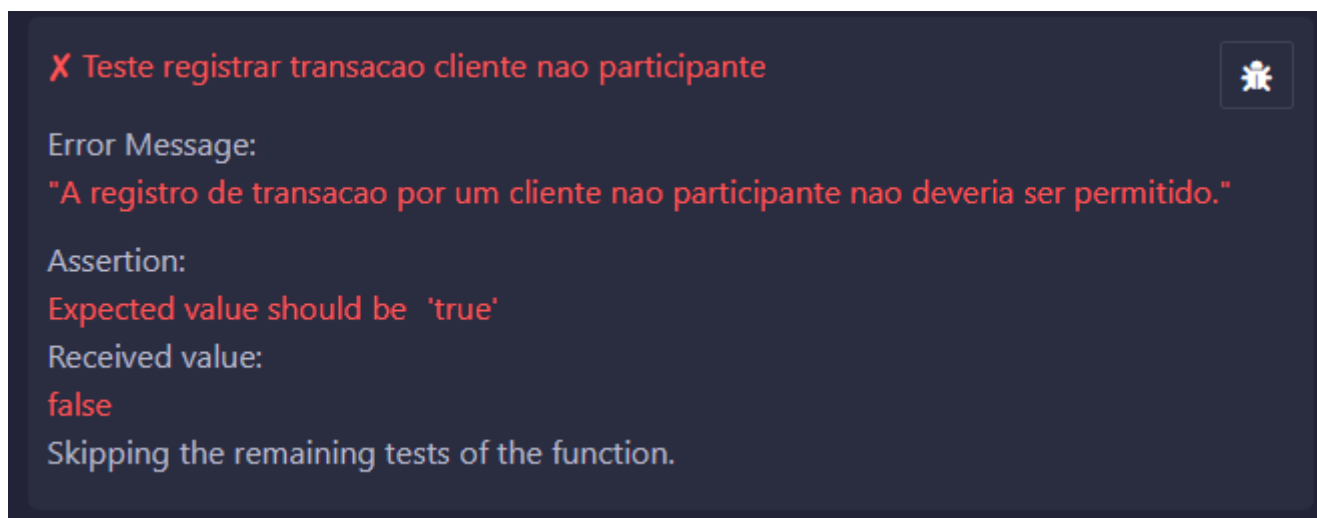 ✗ Teste registrar transacao cliente nao participante
Error Message:
"A registro de transacao por um cliente nao participante nao deveria ser permitido."
Assertion:
Expected value should be 'true'
Received value:
false
Skipping the remaining tests of the function.